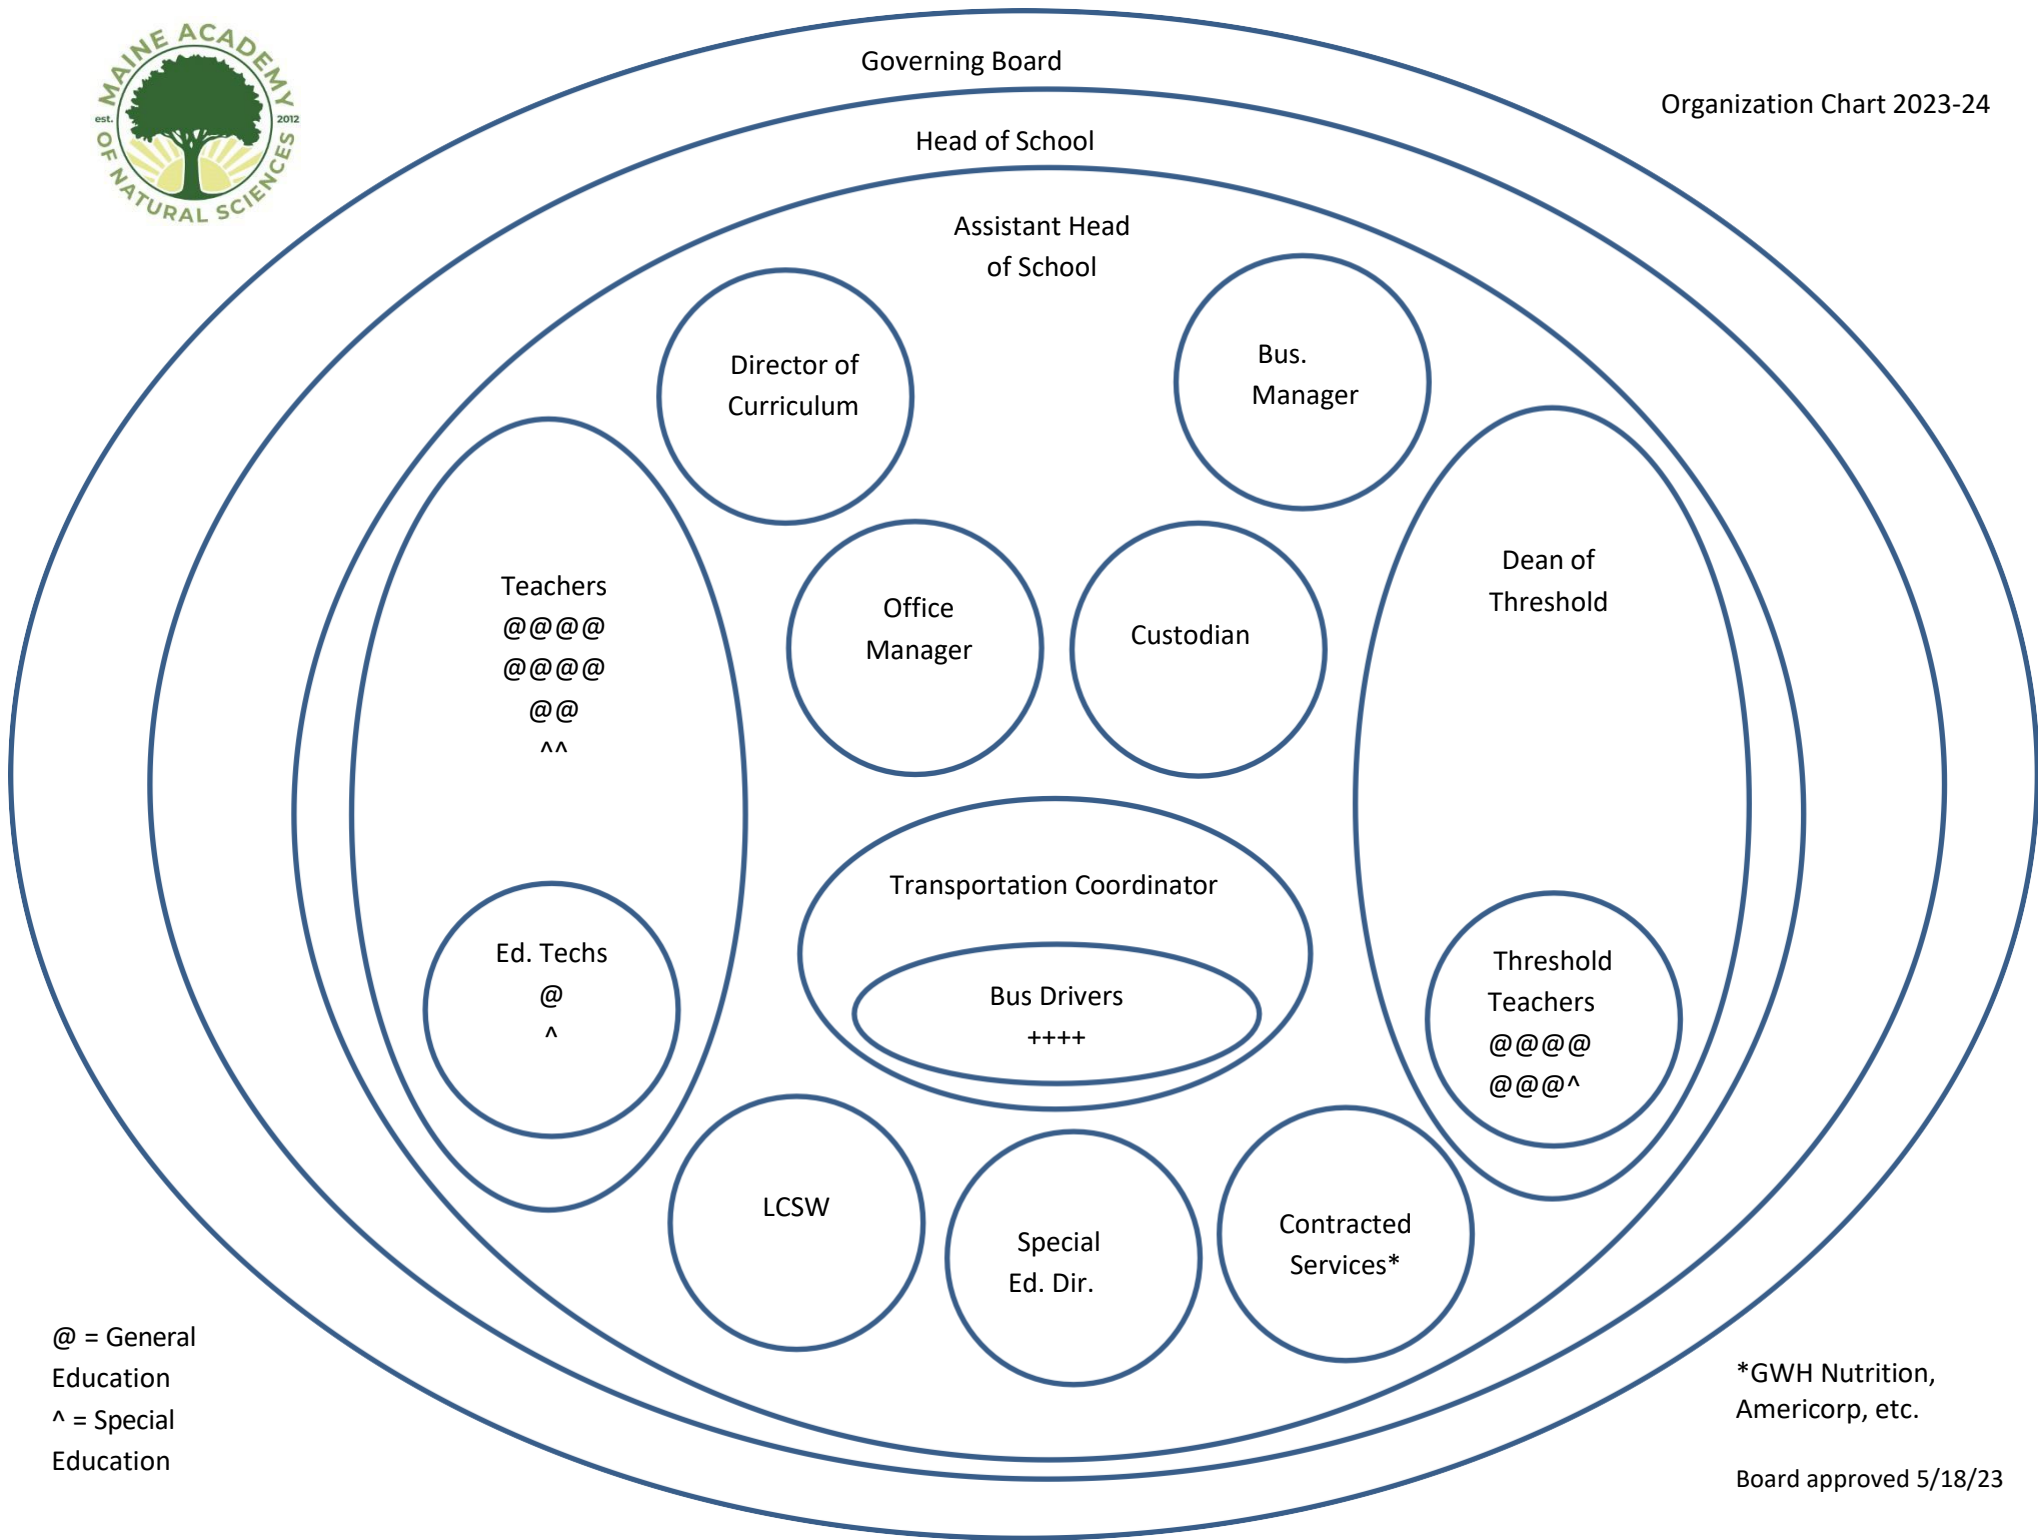 MAINE ACADEMY
est. 2012
OF NATURAL SCIENCES
Governing Board
Organization Chart 2023-24
Head of School
Assistant Head
of School
Director of
Curriculum
Bus.
Manager
Teachers
@@@@
@@@@
@@
^^
Office
Manager
Custodian
Dean of
Threshold
Transportation Coordinator
Bus Drivers
++++
Ed. Techs
@
^
Threshold
Teachers
@@@@
@@@^
LCSW
Special
Ed. Dir.
Contracted
Services*
@ = General
Education
^ = Special
Education
*GWH Nutrition,
Americorp, etc.
Board approved 5/18/23